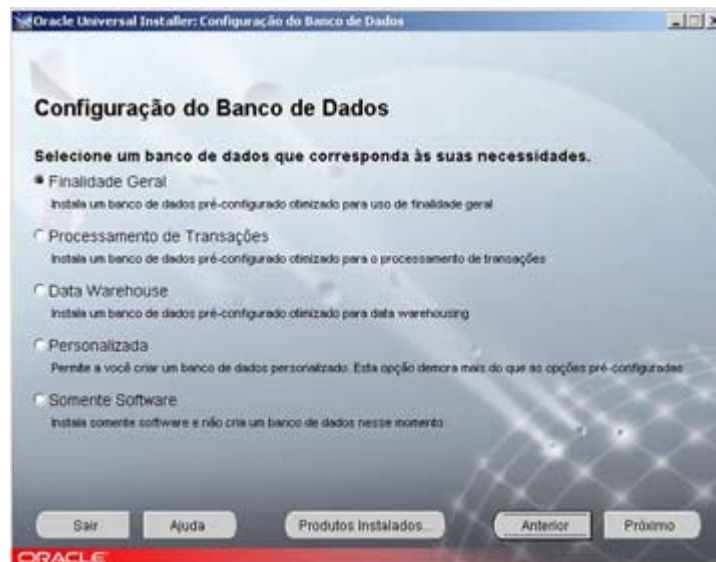 Oracle Universal Installer: Configuração do Banco de Dados
Configuração do Banco de Dados
Selecione um banco de dados que corresponda às suas necessidades.
Finalidade Geral
Instala um banco de dados pré-configurado otimizado para uso de finalidade geral
Processamento de Transações
Instala um banco de dados pré-configurado otimizado para o processamento de transações
Data Warehouse
Instala um banco de dados pré-configurado otimizado para data warehousing
Personalizada
Permite a você criar um banco de dados personalizado. Esta opção demora mais do que as opções pré-configuradas
Somente Software
Instala somente software e não cria um banco de dados nesse momento
Sair Ajuda Produtos Instalados... Anterior Próximo
ORACLE